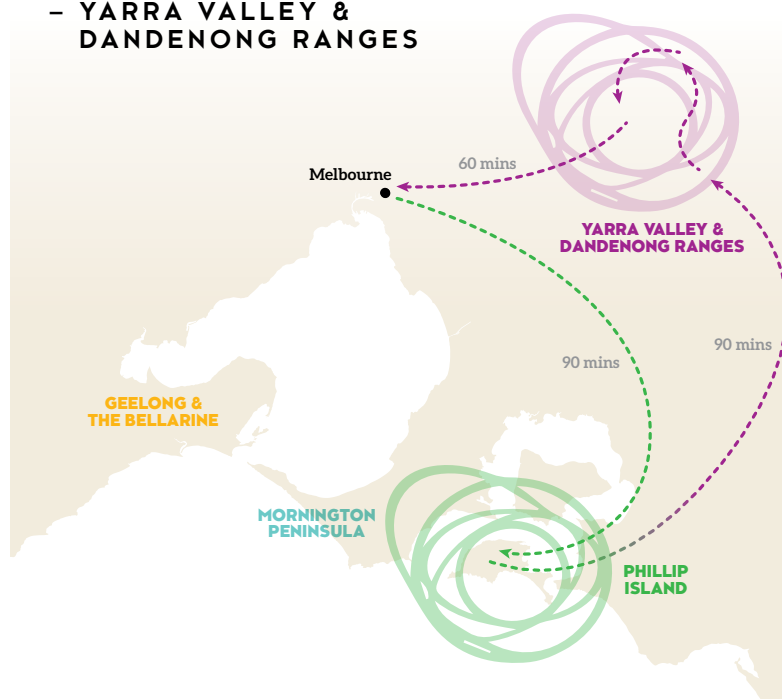 – YARRA VALLEY &
DANDENONG RANGES
60 mins
Melbourne
YARRA VALLEY &
DANDENONG RANGES
90 mins
90 mins
GEELONG &
THE BELLARINE
MORNINGTON
PENINSULA
PHILLIP
ISLAND